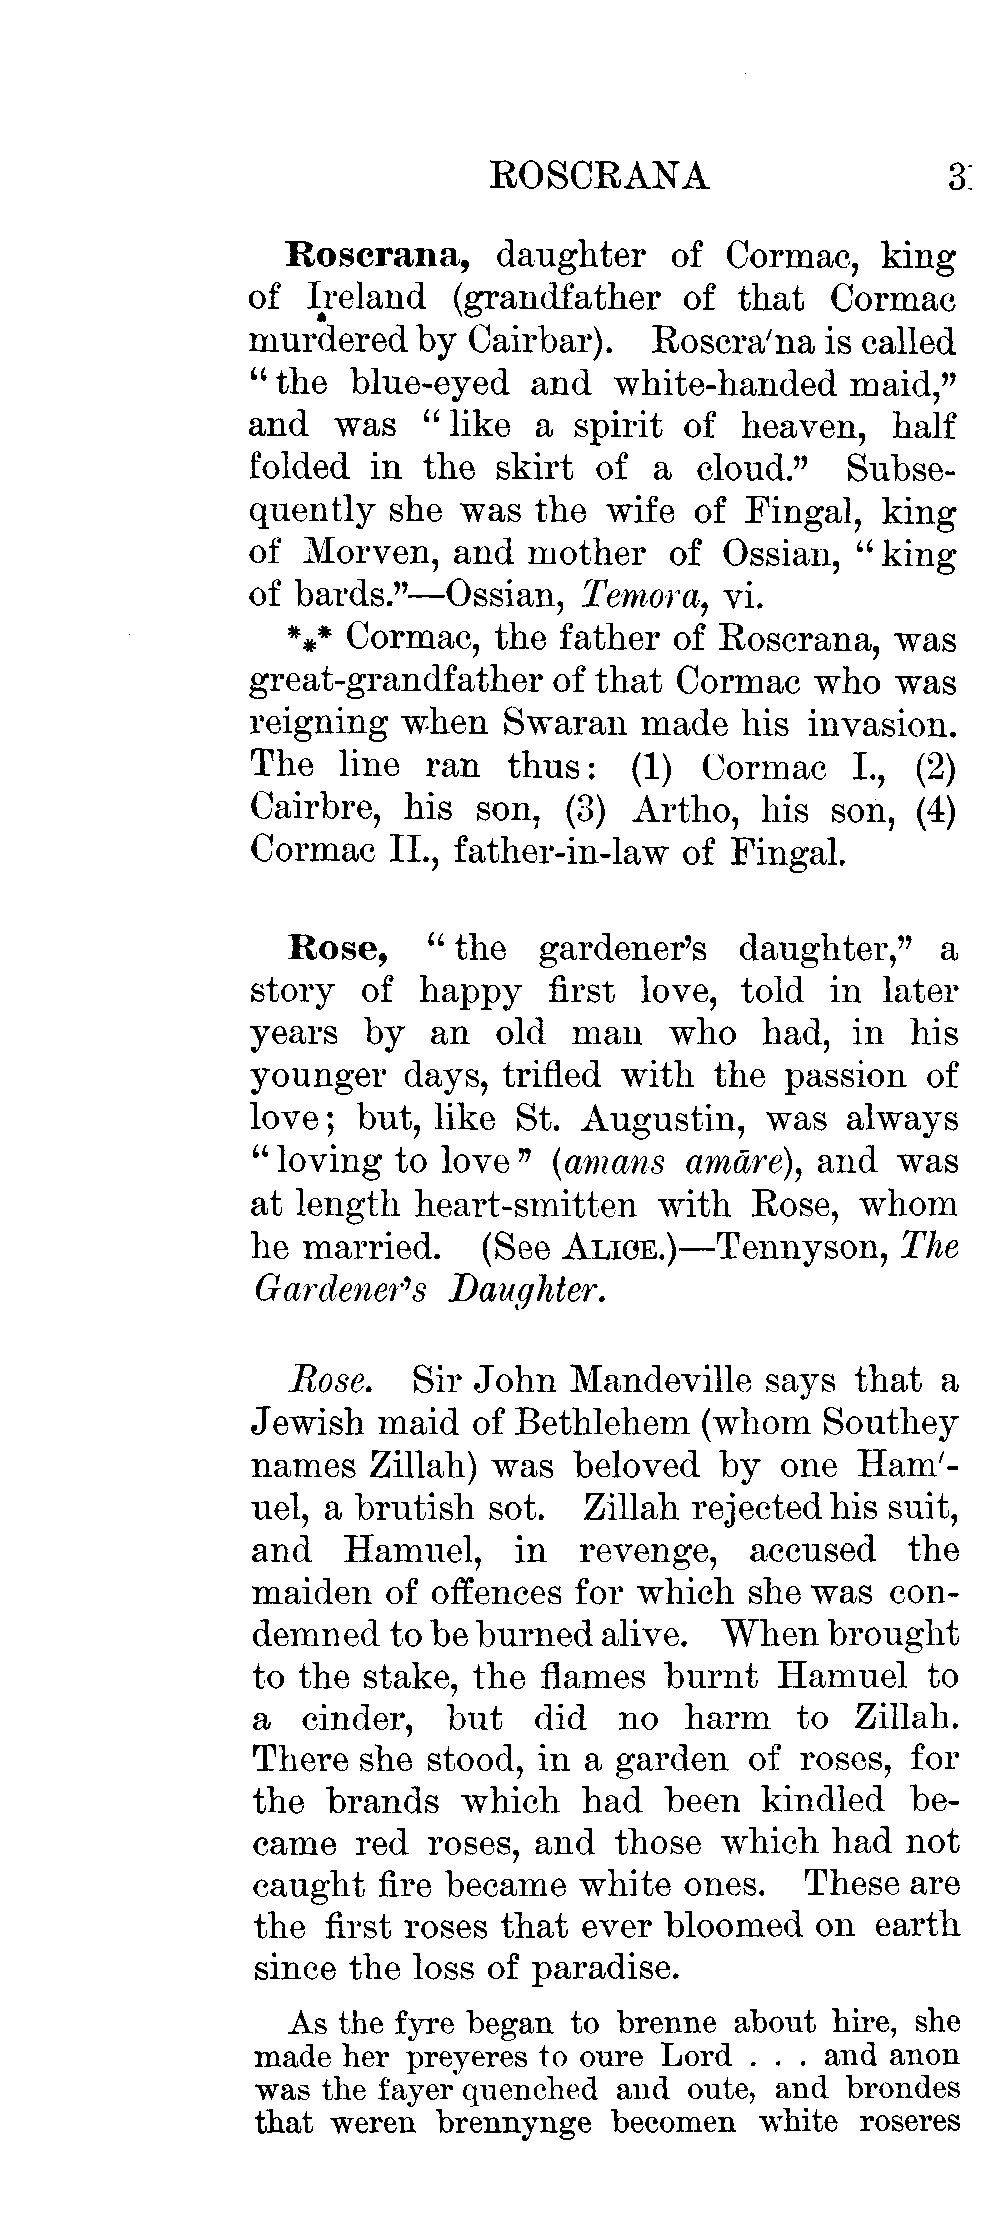 ROSCRANA 3
Roscrana, daughter of Cormac, king
of Ireland (grandfather of that Cormac
murdered by Cairbar). Roscra'na is called
“the blue-eyed and white-handed maid,”
and was “like a spirit of heaven, half
folded in the skirt of a cloud.” Subse-
quently she was the wife of Fingal, king
of Morven, and mother of Ossian, “king
of bards.”—Ossian, Temora, vi.
*⁎* Cormac, the father of Roscrana, was
great-grandfather of that Cormac who was
reigning when Swaran made his invasion.
The line ran thus: (1) Cormac I., (2)
Cairbre, his son, (3) Artho, his son, (4)
Cormac II., father-in-law of Fingal.
Rose, “the gardener’s daughter,” a
story of happy first love, told in later
years by an old man who had, in his
younger days, trifled with the passion of
love; but, like St. Augustin, was always
“loving to love” (amans amāre), and was
at length heart-smitten with Rose, whom
he married. (See ALICE.)—Tennyson, The
Gardener’s Daughter.
Rose. Sir John Mandeville says that a
Jewish maid of Bethlehem (whom Southey
names Zillah) was beloved by one Ham'-
uel, a brutish sot. Zillah rejected his suit,
and Hamuel, in revenge, accused the
maiden of offences for which she was con-
demned to be burned alive. When brought
to the stake, the flames burnt Hamuel to
a cinder, but did no harm to Zillah.
There she stood, in a garden of roses, for
the brands which had been kindled be-
came red roses, and those which had not
caught fire became white ones. These are
the first roses that ever bloomed on earth
since the loss of paradise.
As the fyre began to brenne about hire, she
made her preyeres to oure Lord . . . and anon
was the fayer quenched and oute, and brondes
that weren brennynge becomen white roseres